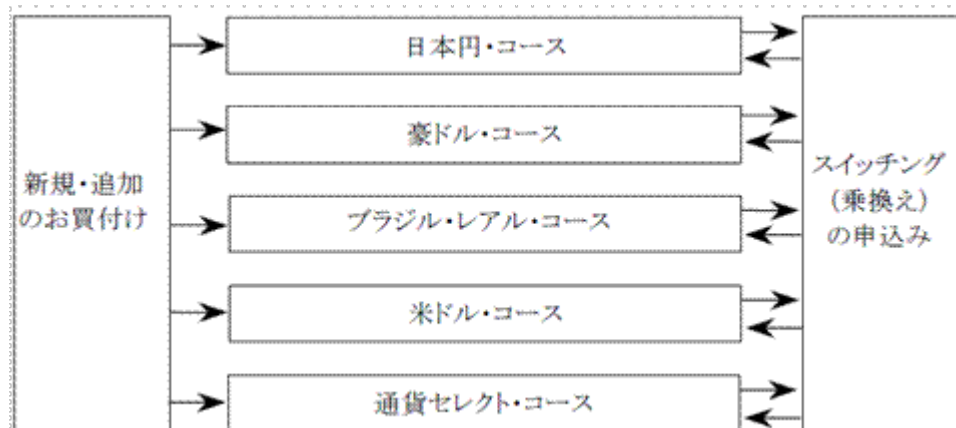 新規・追加
のお買付け
日本円・コース
豪ドル・コース
ブラジル・レアル・コース
米ドル・コース
通貨セレクト・コース
スイッチング
(乗換え)
の申込み